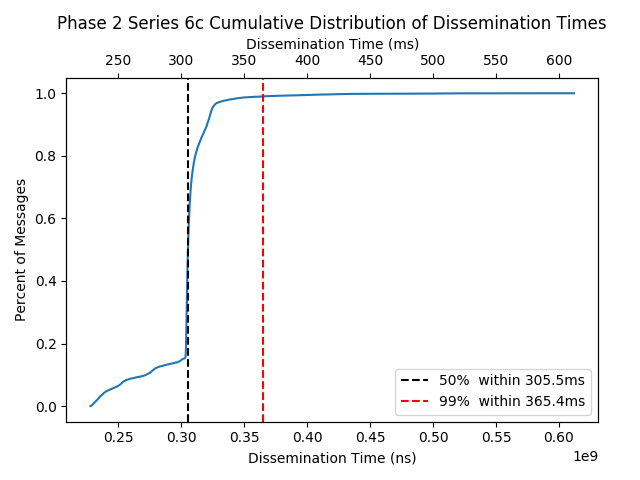 Phase 2 Series 6c Cumulative Distribution of Dissemination Times
Dissemination Time (ms)
250 300 350 400 450 500 550 600
1.0
0.8
0.6
0.4
0.2
0.0
Percent of Messages
50%  within 305.5ms
99%  within 365.4ms
0.25 0.30 0.35 0.40 0.45 0.50 0.55 0.60
1e9
Dissemination Time (ns)